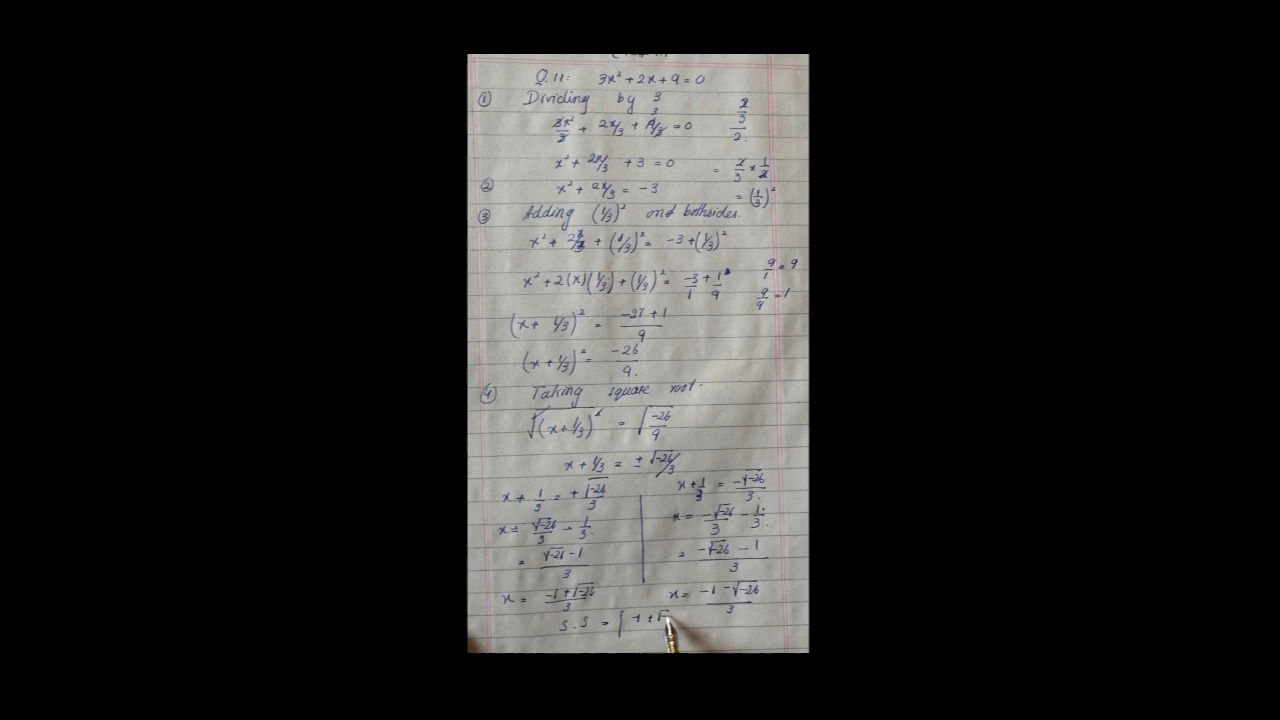 Q.11: 3x² + 2x + 9 = 0
① Dividing by 3
3x²/3 + 2x/3 + 9/3 = 0
x² + 2x/3 + 3 = 0
② x² + 2x/3 = -3
2/3
2.
= 2/3 × 1/2
= (1/3)²
③ Adding (1/3)² ond bothsides.
x² + 2x/3 + (1/3)² = -3 + (1/3)²
x² + 2(x)(1/3) + (1/3)² = -3/1 + 1/9
9/1 = 9
9/9 = 1
(x + 1/3)² = -27 + 1/9
(x + 1/3)² = -26/9.
④ Taking square root.
√(x + 1/3)² = √-26/9
x + 1/3 = ± √-26/3
x + 1/3 = + √-26/3
x = √-26/3 - 1/3.
= √-26 - 1/3
x = -1 + √-26/3
x + 1/3 = -√-26/3.
x = -√-26/3 - 1/3.
= -√-26 - 1/3
x = -1 - √-26/3
S.S = { -1 + √-